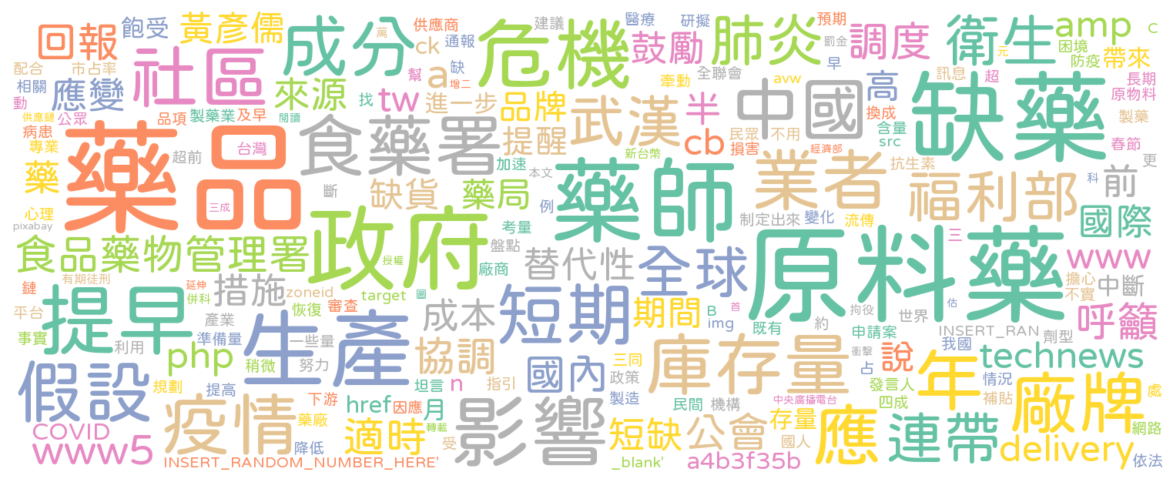 回報
飽受
黃彥儒
成分
供應商
ck
萬
通報
建議
危機
醫療
研擬
鼓勵
肺炎
預期
罰金
調度
衛生
amp
c
元
困境
防疫
帶來
配合
市占率
社區
相關
動
應變
來源
tw
a
缺
增二
找
幫
進一步
品牌
牽動
全聯會
avw
早
高
訊息
超
長期
原物料
供應鏈
公眾
品項
製藥業
及早
閱讀
病患
專業
台灣
超前
藥品
三成
食藥署
提醒
武漢
半
cb
民眾
損害
中國
不用
經濟部
換成
含量
src
缺藥
製藥
春節
更
藥
心理
pixabay
斷
缺貨
藥局
加速
新台幣
本文
例
藥師
業者
抗生素
福利部
科
前
制定出來
變化
流傳
國際
食品藥物管理署
政府
考量
盤點
廠商
替代性
全球
原料藥
三
www
鏈
有期徒刑
延伸
併科
措施
zoneid
授權
target
圖
短期
期間
B
img
首
既有
約
拘役
申請案
世界
估
擔心
不實
中斷
平台
事實
提早
產業
利用
準備量
恢復
審查
一些量
成本
INSERT_RAN
劑型
呼籲
假設
php
生產
稍微
努力
協調
坦言
n
指引
國內
三同
政策
製造
庫存量
衝擊
占
說
發言人
四成
我國
年
technews
情況
補貼
廠牌
處
規劃
提高
下游
href
因應
月
轉載
影響
中央廣播電台
民間
機構
存量
COVID
www5
疫情
藥廠
降低
適時
受
短缺
公會
國人
應
連帶
delivery
網路
依法
INSERT_RANDOM_NUMBER_HERE'
_blank'
a4b3f35b